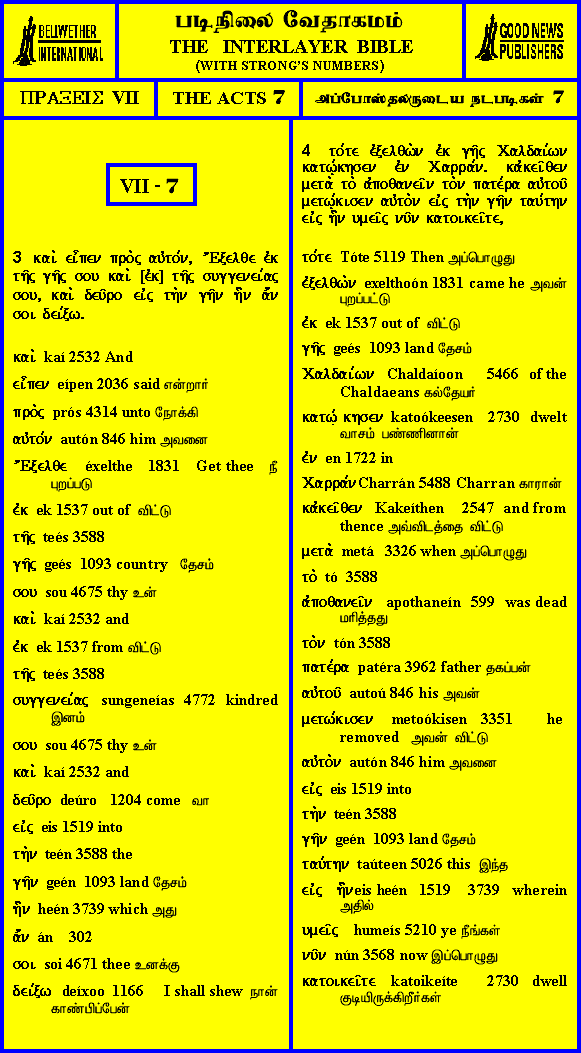 BELLWETHER
INTERNATIONAL
படிநிலை வேதாகமம்
THE INTERLAYER BIBLE
(WITH STRONG'S NUMBERS)
GOOD NEWS
PUBLISHERS
ΠΡΑΞΕΙΣ VII
THE ACTS 7
அப்போஸ்தலருடைய நடபடிகள் 7
VII - 7
3 καὶ εἶπεν πρὸς αὐτόν, Ἔξελθε ἐκ
τῆς γῆς σου καὶ [ἐκ] τῆς συγγενείας
σου, καὶ δεῦρο εἰς τὴν γῆν ἣν ἄν
σοι δείξω.
καὶ kaí 2532 And
εἶπεν eípen 2036 said என்றார்
πρὸς prós 4314 unto நோக்கி
αὐτόν autón 846 him அவனை
Ἔξελθε éxelthe 1831 Get thee நீ
புறப்படு
ἐκ ek 1537 out of விட்டு
τῆς teés 3588
γῆς geés 1093 country தேசம்
σου sou 4675 thy உன்
καὶ kaí 2532 and
ἐκ ek 1537 from விட்டு
τῆς teés 3588
συγγενείας sungeneías 4772 kindred
இனம்
σου sou 4675 thy உன்
καὶ kaí 2532 and
δεῦρο deúro 1204 come வா
εἰς eis 1519 into
τὴν teén 3588 the
γῆν geén 1093 land தேசம்
ἣν heén 3739 which அது
ἄν án 302
σοι soi 4671 thee உனக்கு
δείξω deíxoo 1166 I shall shew நான்
காண்பிப்பேன்
4 τότε ἐξελθὼν ἐκ γῆς Χαλδαίων
κατῴκησεν ἐν Χαρράν. κἀκεῖθεν
μετὰ τὸ ἀποθανεῖν τὸν πατέρα αὐτοῦ
μετῴκισεν αὐτὸν εἰς τὴν γῆν ταύτην
εἰς ἣν υμεῖς νῦν κατοικεῖτε,
τότε Tóte 5119 Then அப்பொழுது
ἐξελθὼν exelthoón 1831 came he அவன்
புறப்பட்டு
ἐκ ek 1537 out of விட்டு
γῆς geés 1093 land தேசம்
Χαλδαίων Chaldaíoon 5466 of the
Chaldaeans கல்தேயர்
κατῴ κησεν katoókeesen 2730 dwelt
வாசம் பண்ணினான்
ἐν en 1722 in
Χαρράν Charrán 5488 Charran காரான்
κἀκεῖθεν Kakeíthen 2547 and from
thence அவ்விடத்தை விட்டு
μετὰ metá 3326 when அப்பொழுது
τὸ tó 3588
ἀποθανεῖν apothaneín 599 was dead
மரித்தது
τὸν tón 3588
πατέρα patéra 3962 father தகப்பன்
αὐτοῦ autoú 846 his அவன்
μετῴκισεν metoókisen 3351 he
removed அவன் விட்டு
αὐτὸν autón 846 him அவனை
εἰς eis 1519 into
τὴν teén 3588
γῆν geén 1093 land தேசம்
ταύτην taúteen 5026 this இந்த
εἰς ἣν eis heén 1519 3739 wherein
அதில்
υμεῖς humeís 5210 ye நீங்கள்
νῦν nún 3568 now இப்பொழுது
κατοικεῖτε katoikeíte 2730 dwell
குடியிருக்கிறீர்கள்